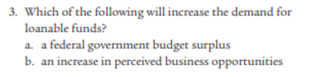 3. Which of the following will increase the demand for
loanable funds?
a. a federal government budget surplus
b. an increase in perceived business opportunities